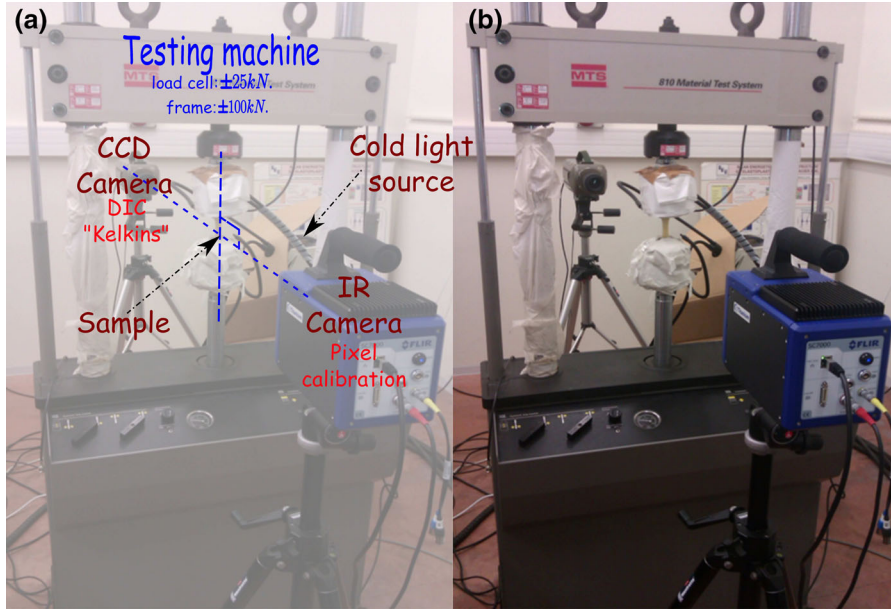 (a)
Testing machine
load cell:±25kN.
frame:±100kN.
MTS
CCD
Camera
DIC
"Kelkins"
Cold light
source
Sample
IR
Camera
Pixel
calibration
FLIR
(b)
MTS
810 Material Test System
SC7000
FLIR